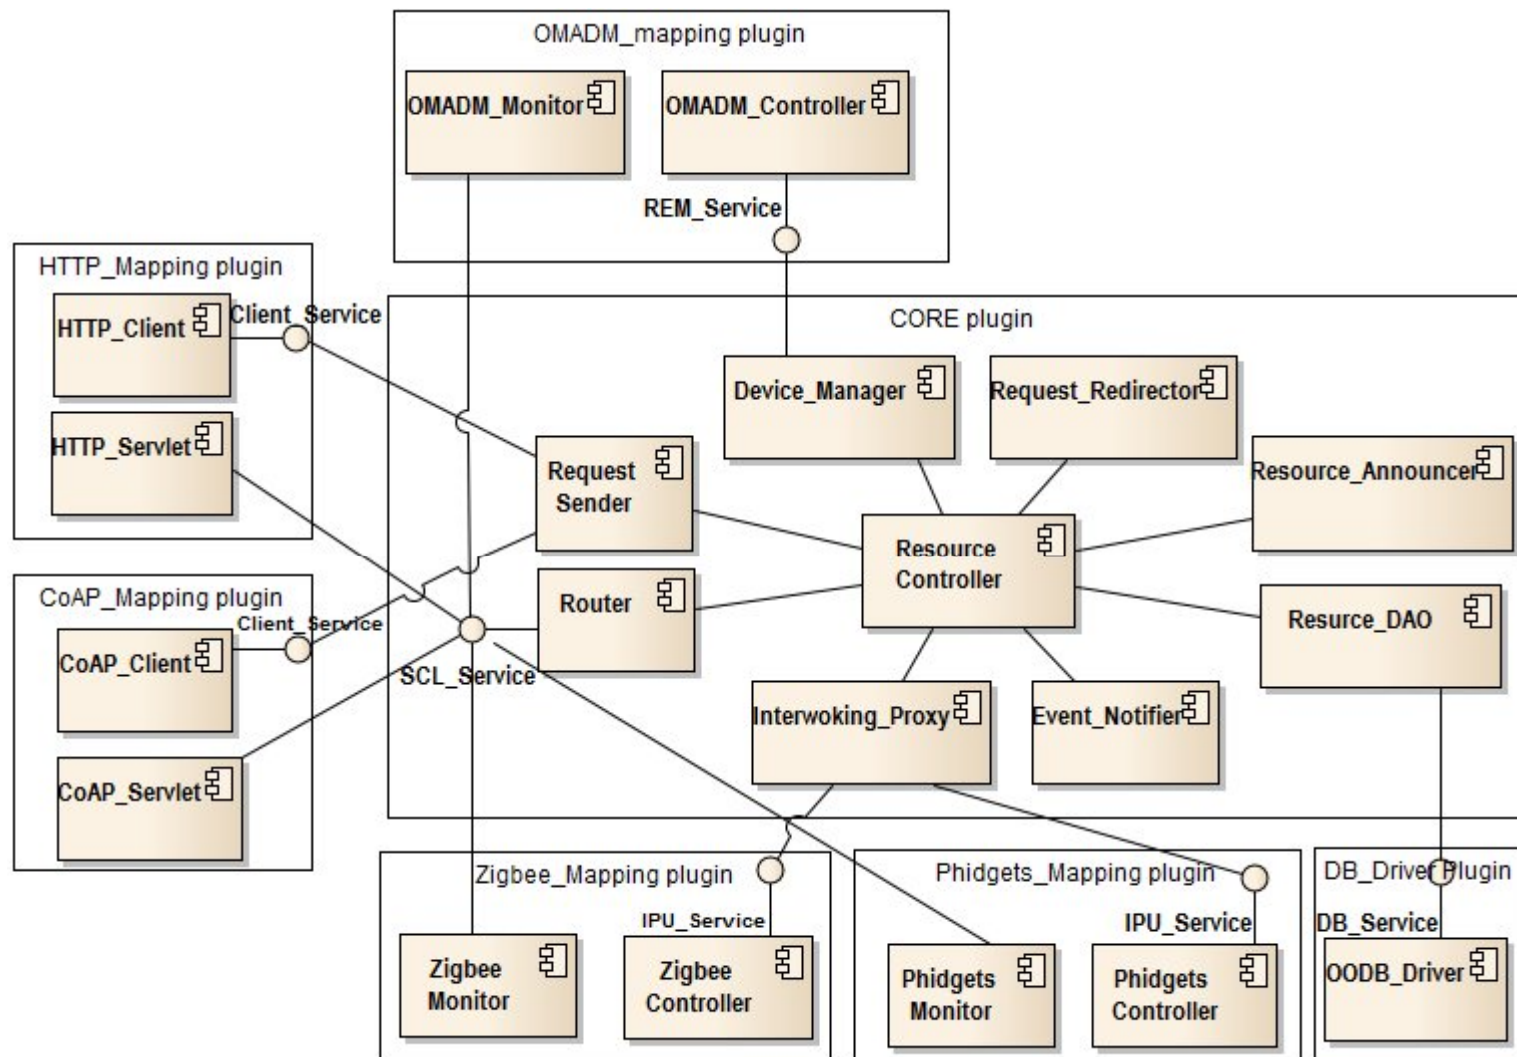 OMADM_mapping plugin
OMADM_Monitor
OMADM_Controller
REM_Service
HTTP_Mapping plugin
HTTP_Client
Client_Service
HTTP_Servlet
CORE plugin
Device_Manager
Request_Redirector
Request
Sender
Resource_Announcer
Resource
Controller
CoAP_Mapping plugin
Client_Service
CoAP_Client
CoAP_Servlet
Router
SCL_Service
Resurce_DAO
Interwoking_Proxy
Event_Notifier
Zigbee_Mapping plugin
IPU_Service
Zigbee
Monitor
Zigbee
Controller
Phidgets_Mapping plugin
IPU_Service
Phidgets
Monitor
Phidgets
Controller
DB_Driver Plugin
DB_Service
OODB_Driver